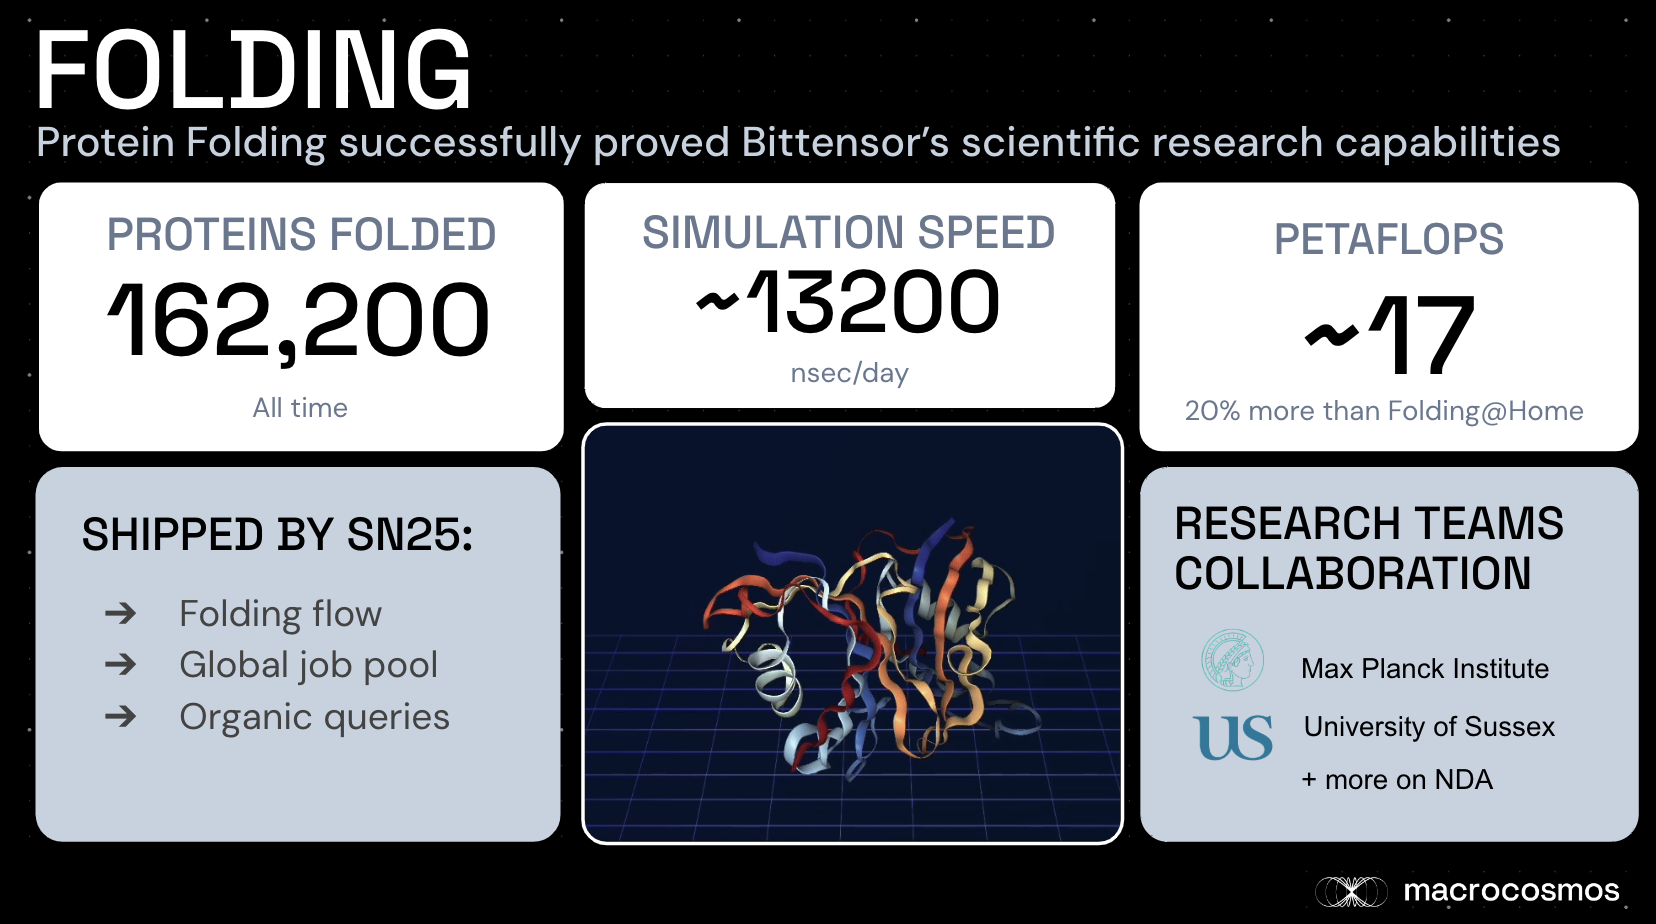 FOLDING
Protein Folding successfully proved Bittensor’s scientific research capabilities
PROTEINS FOLDED
162,200
All time
SIMULATION SPEED
~13200
nsec/day
PETAFLOPS
~17
20% more than Folding@Home
SHIPPED BY SN25:
➔ Folding flow
➔ Global job pool
➔ Organic queries
RESEARCH TEAMS
COLLABORATION
Max Planck Institute
US
University of Sussex
+ more on NDA
macrocosmos